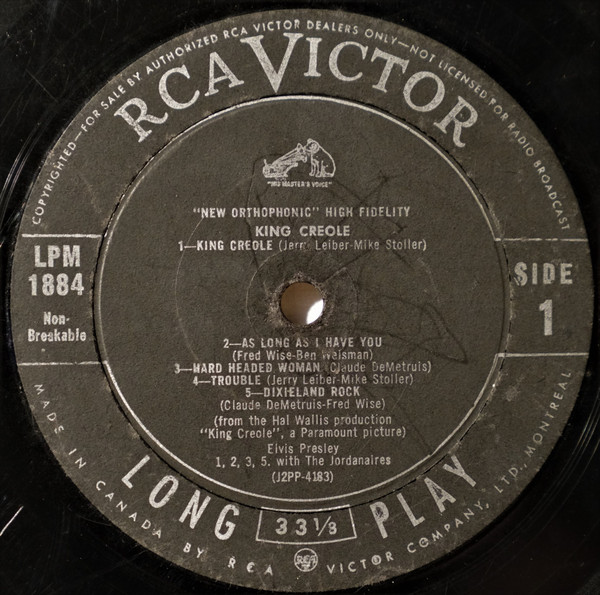 COPYRIGHTED—FOR SALE BY AUTHORIZED RCA VICTOR DEALERS ONLY—NOT LICENSED FOR RADIO BROADCAST
RCA VICTOR
"HIS MASTER'S VOICE"
"NEW ORTHOPHONIC" HIGH FIDELITY
KING CREOLE
1—KING CREOLE (Jerry Leiber-Mike Stoller)
LPM
1884
Non-
Breakable
SIDE
1
2—AS LONG AS I HAVE YOU
(Fred Wise-Ben Weisman)
3—HARD HEADED WOMAN (Claude DeMetruis)
4—TROUBLE (Jerry Leiber-Mike Stoller)
5—DIXIELAND ROCK
(Claude DeMetruis-Fred Wise)
(from the Hal Wallis production
"King Creole", a Paramount picture)
Elvis Presley
1, 2, 3, 5. with The Jordanaires
(J2PP-4183)
LONG 33 1/3 PLAY
MADE IN CANADA BY RCA VICTOR COMPANY, LTD., MONTREAL
RCA